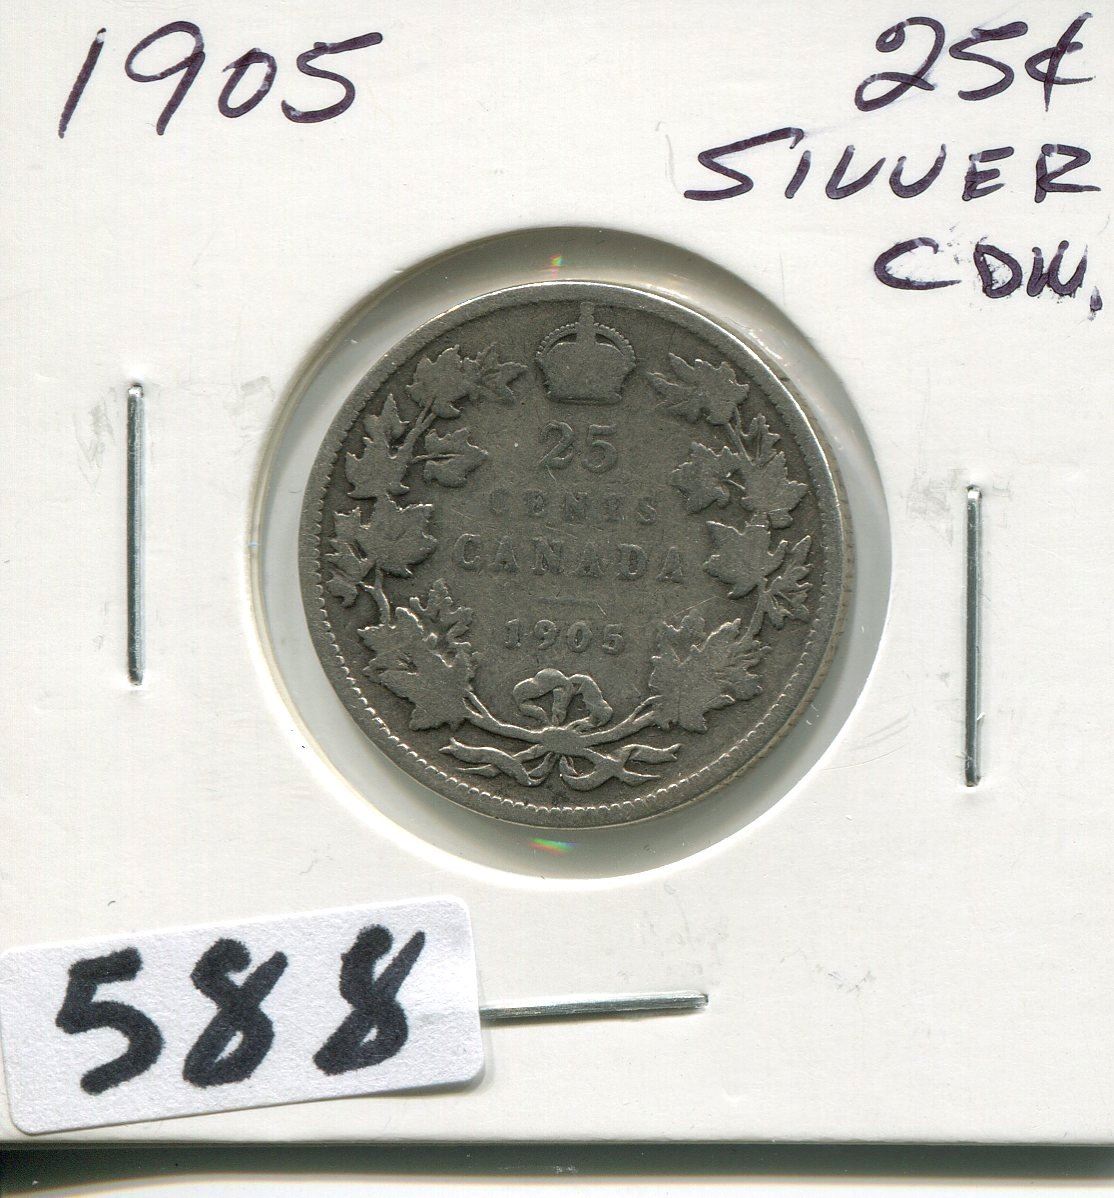 1905
25¢
SILVER
CDN.
25
CENTS
CANADA
1905
588